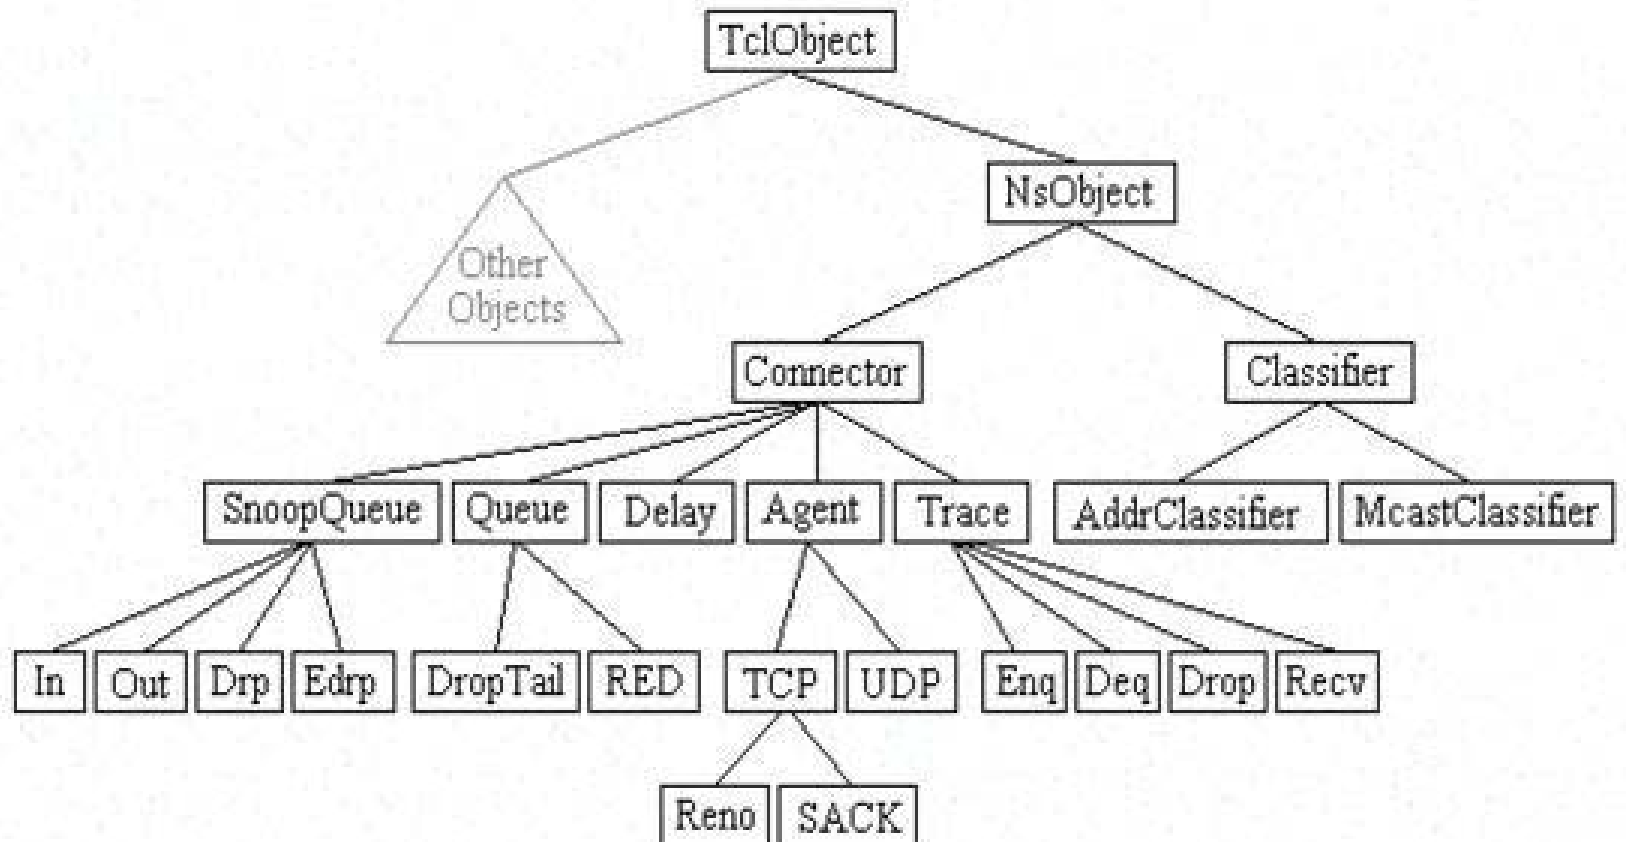 TclObject
NsObject
Other
Objects
Connector
Classifier
SnoopQueue
Queue
Delay
Agent
Trace
AddrClassifier
McastClassifier
In
Out
Drp
Edrp
DropTail
RED
TCP
UDP
Enq
Deq
Drop
Recv
Reno
SACK